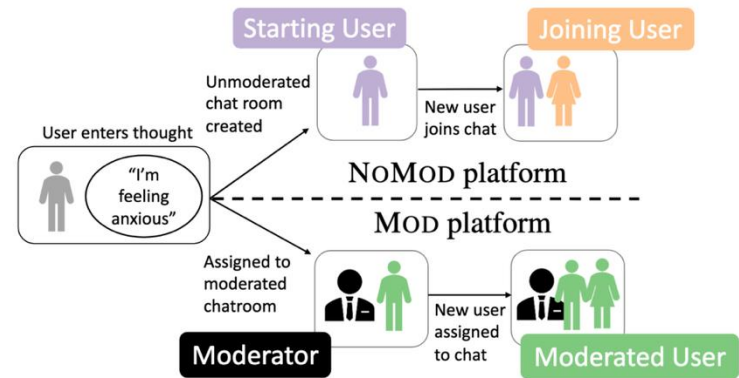 Starting User
Joining User
Unmoderated
chat room
created
New user
joins chat
User enters thought
"I'm
feeling
anxious"
NOMOD platform
MOD platform
Assigned to
moderated
chatroom
New user
assigned
to chat
Moderator
Moderated User